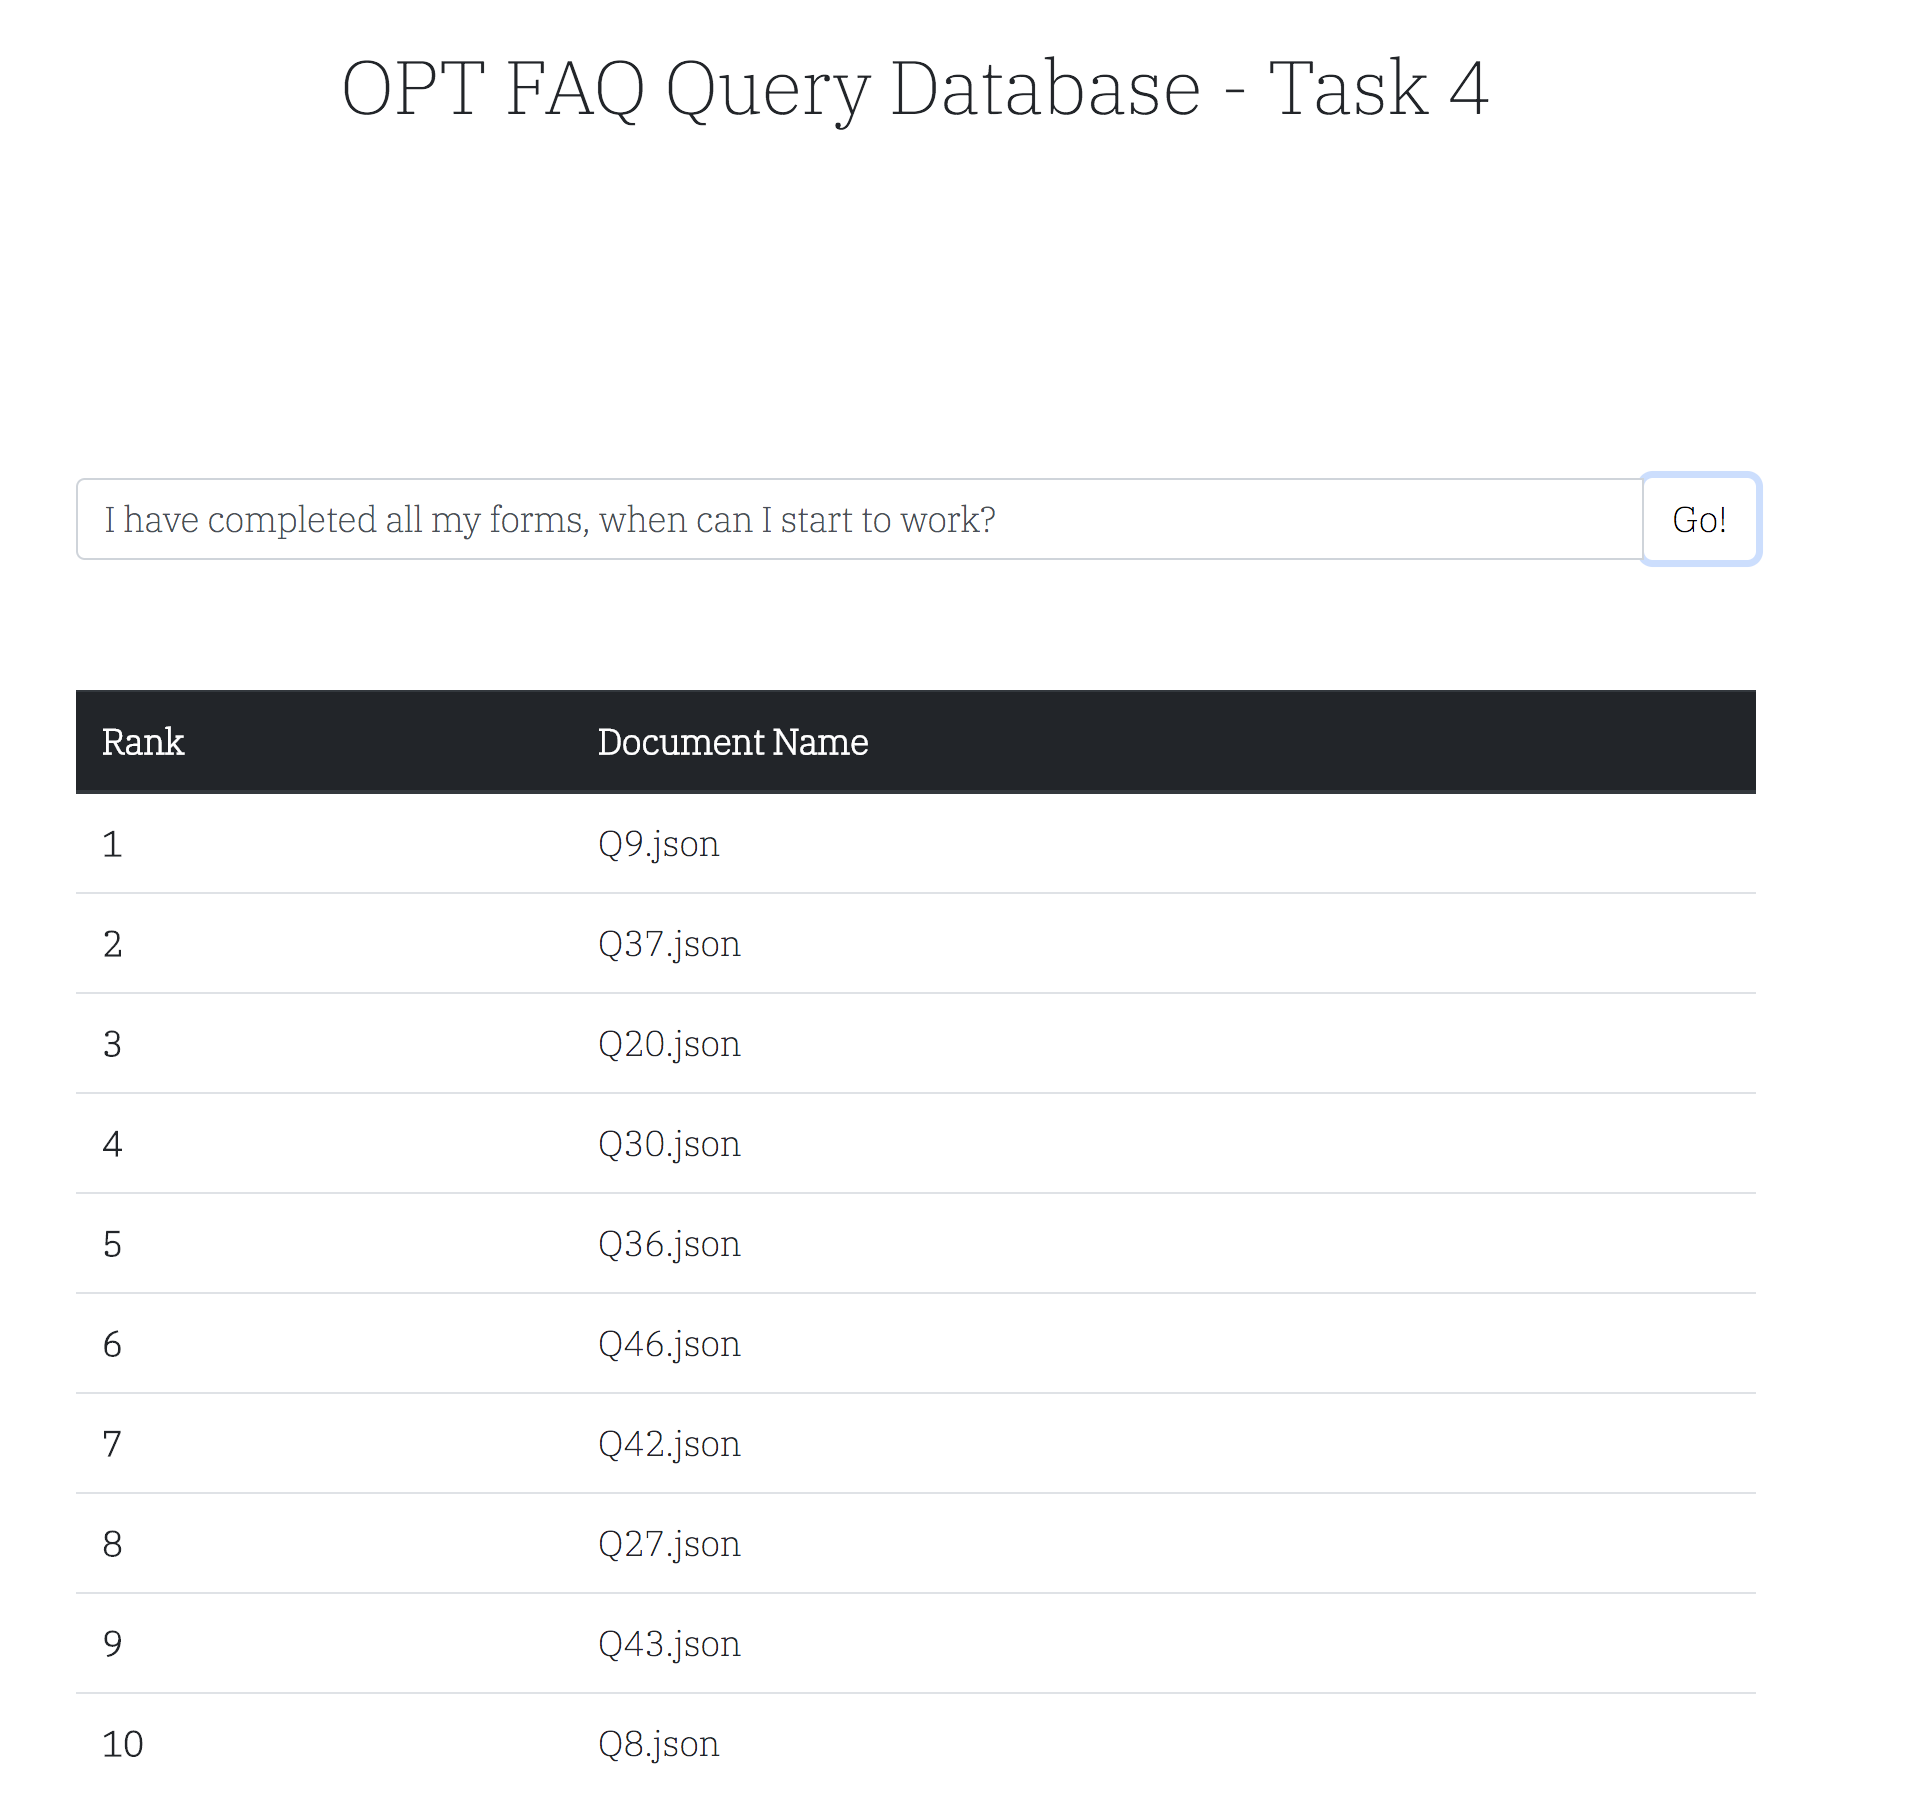 OPT FAQ Query Database - Task 4
I have completed all my forms, when can I start to work? Go!
Rank Document Name
1 Q9.json
2 Q37.json
3 Q20.json
4 Q30.json
5 Q36.json
6 Q46.json
7 Q42.json
8 Q27.json
9 Q43.json
10 Q8.json